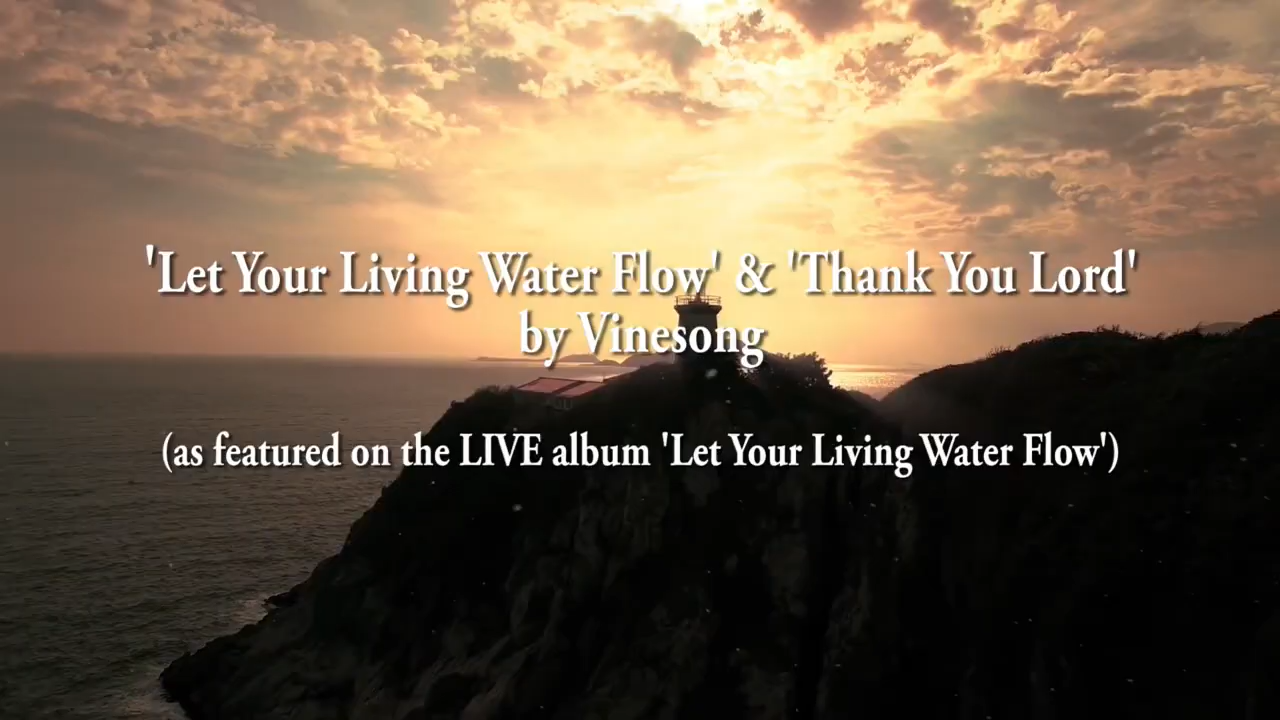 'Let Your Living Water Flow' & 'Thank You Lord'
by Vinesong
(as featured on the LIVE album 'Let Your Living Water Flow')